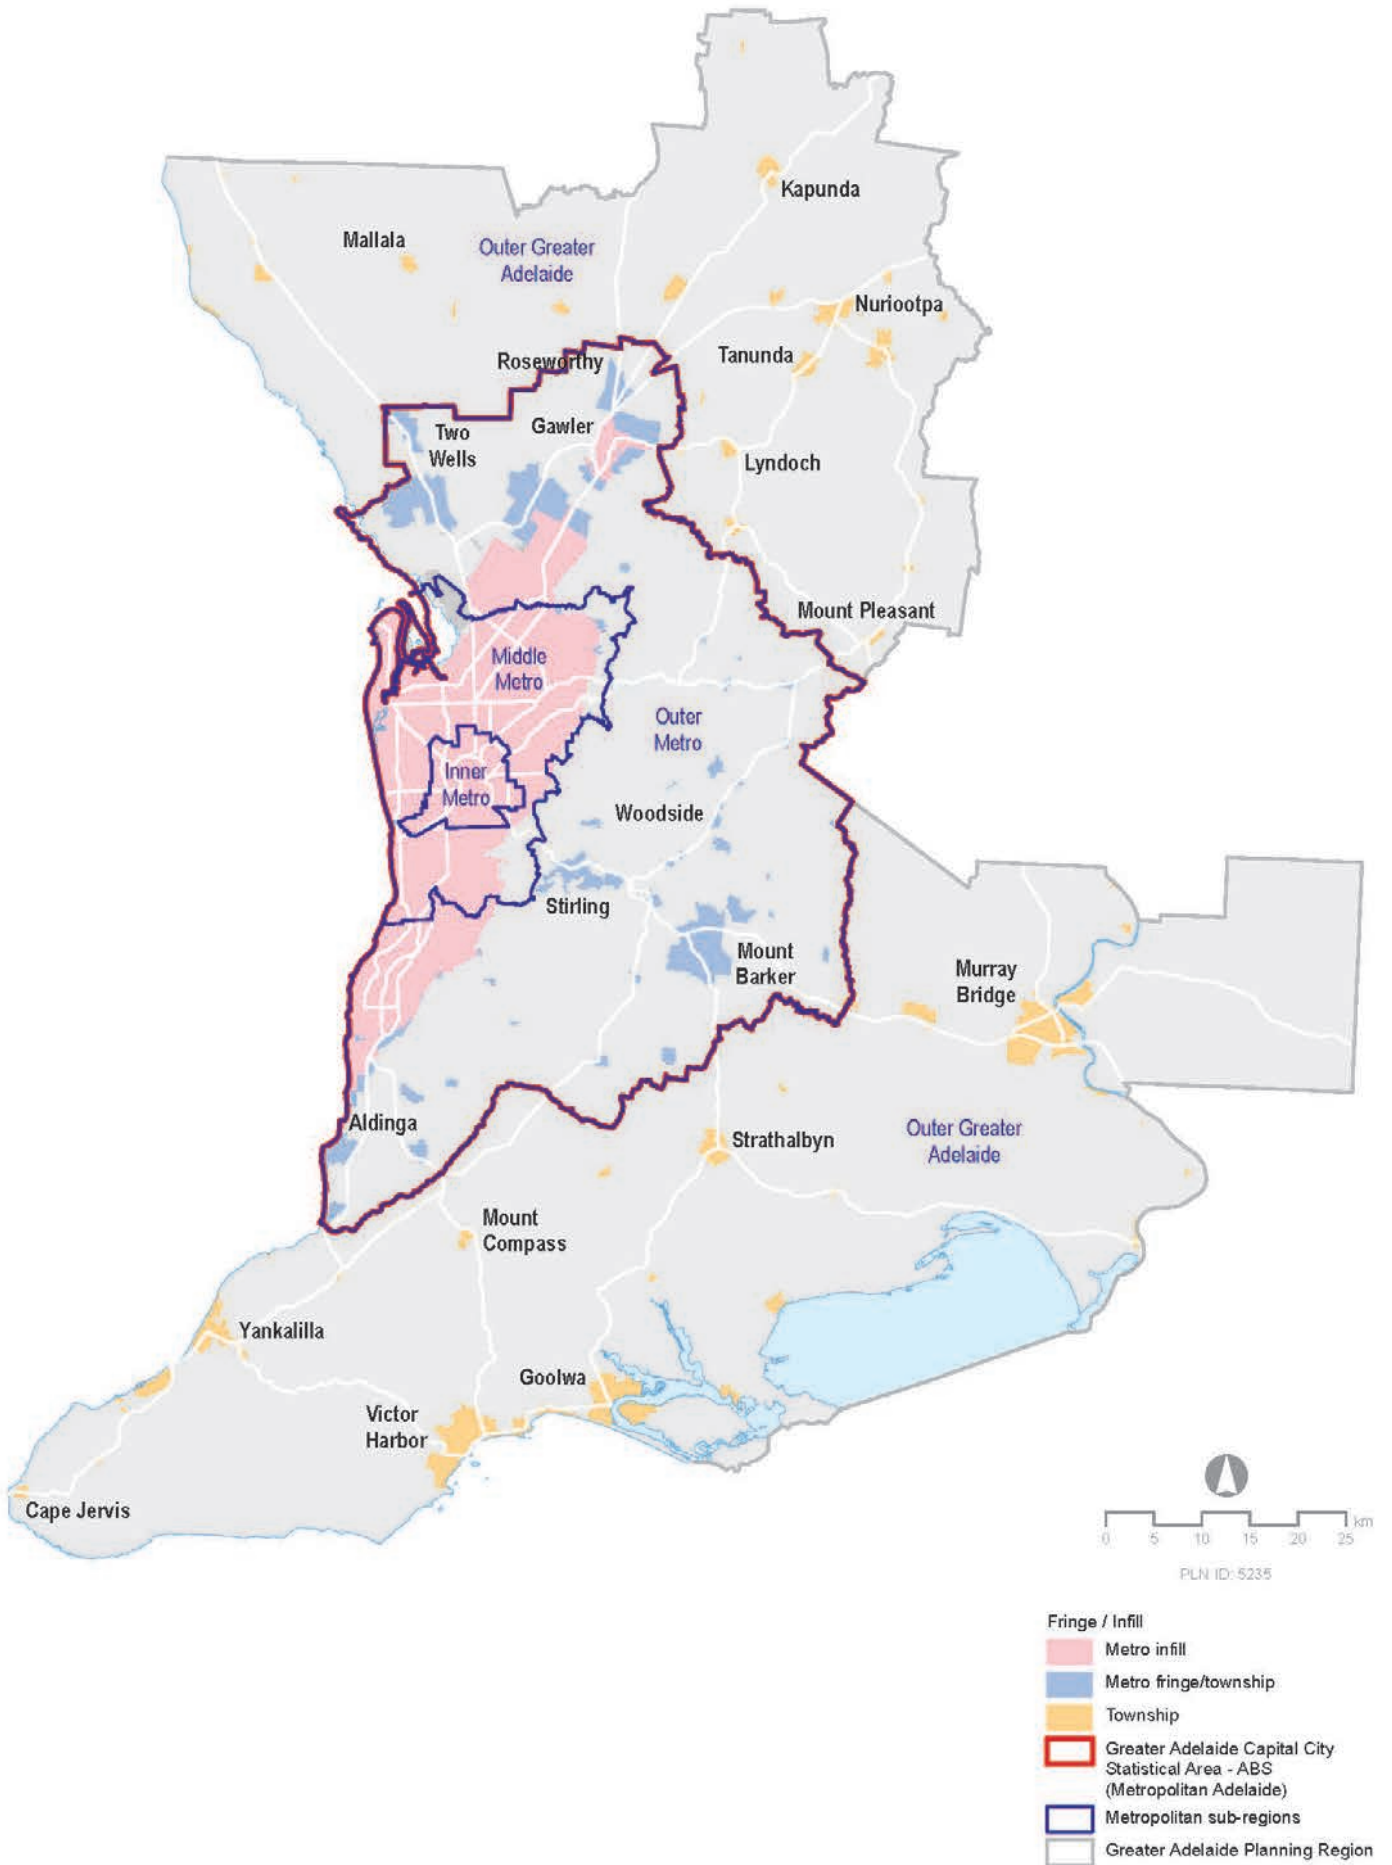 Kapunda
Mallala
Outer Greater
Adelaide
Nuriootpa
Roseworthy
Tanunda
Gawler
Two
Wells
Lyndoch
Mount Pleasant
Middle
Metro
Outer
Metro
Inner
Metro
Woodside
Stirling
Mount
Barker
Murray
Bridge
Aldinga
Strathalbyn
Outer Greater
Adelaide
Mount
Compass
Yankalilla
Goolwa
Victor
Harbor
Cape Jervis
km
0 5 10 15 20 25
PLN ID: 5235
Fringe / Infill
Metro infill
Metro fringe/township
Township
Greater Adelaide Capital City
Statistical Area - ABS
(Metropolitan Adelaide)
Metropolitan sub-regions
Greater Adelaide Planning Region